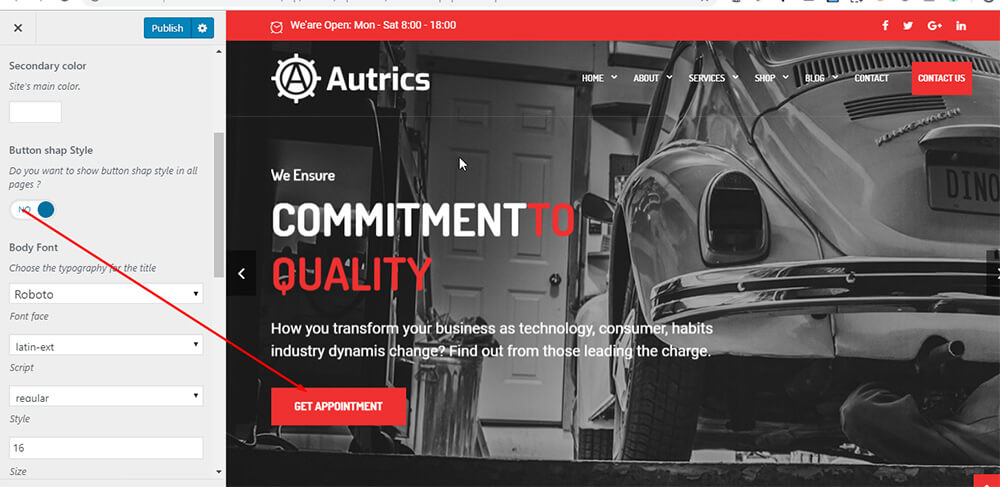 Publish
Secondary color
Site's main color.
Button shap Style
Do you want to show button shap style in all
pages ?
NO
Body Font
Choose the typography for the title
Roboto
Font face
latin-ext
Script
regular
Style
16
Size
We'are Open: Mon - Sat 8:00 - 18:00
Autrics
HOME ABOUT SERVICES SHOP BLOG CONTACT CONTACT US
VOLKSWAGEN
DINO
We Ensure
COMMITMENT TO
QUALITY
How you transform your business as technology, consumer, habits
industry dynamis change? Find out from those leading the charge.
GET APPOINTMENT